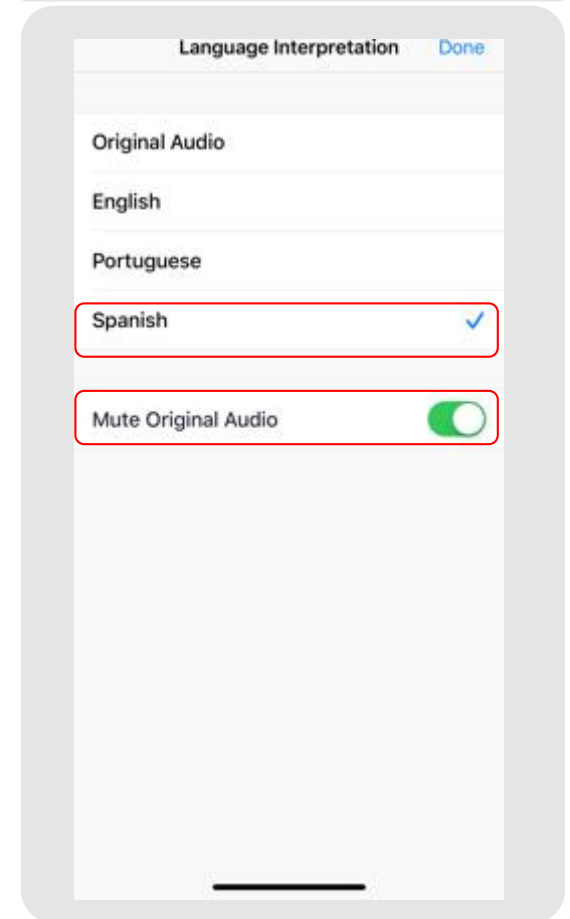 Language Interpretation Done
Original Audio
English
Portuguese
Spanish
Mute Original Audio